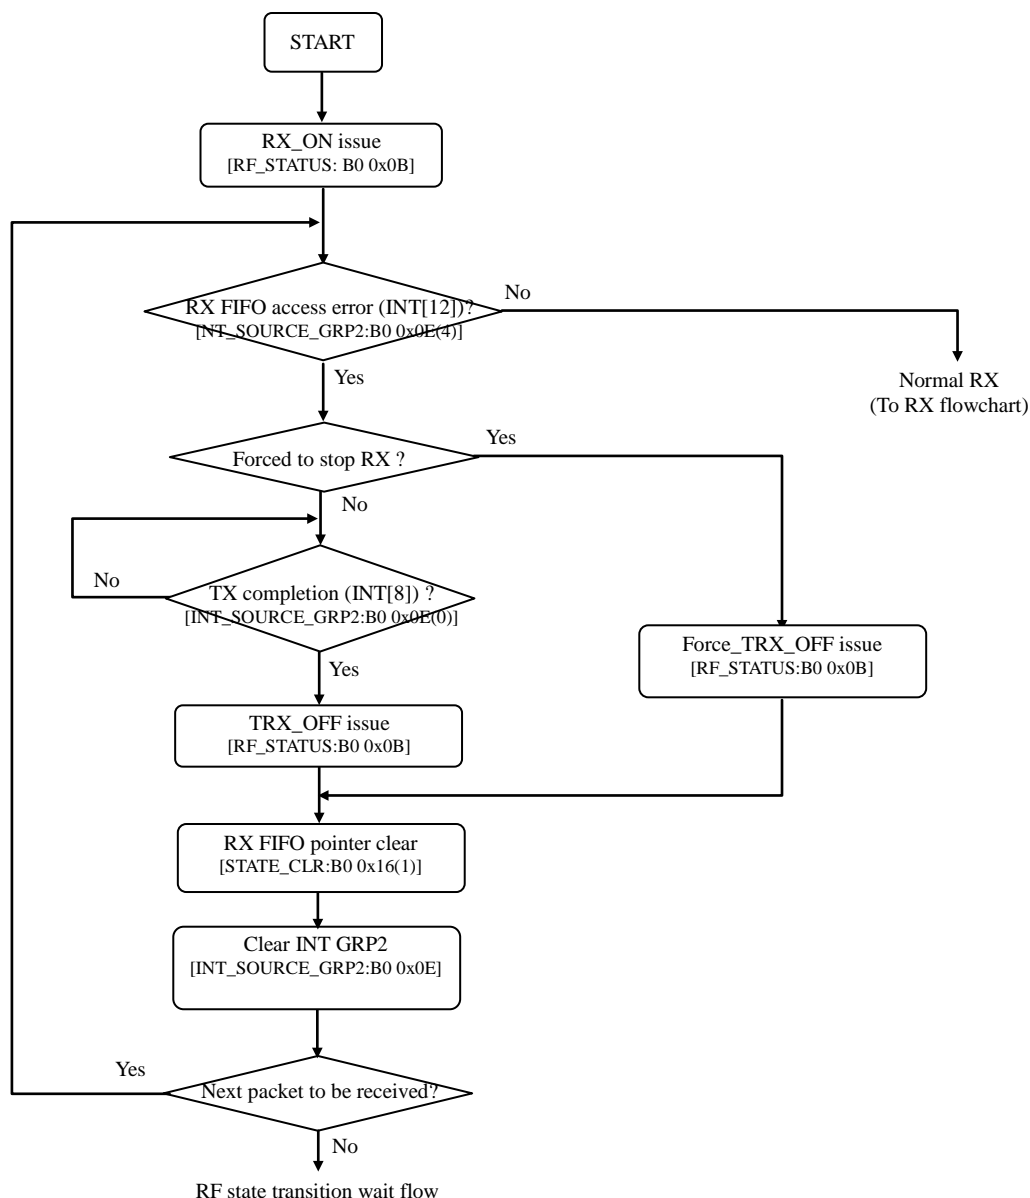 START
RX_ON issue
[RF_STATUS: B0 0x0B]
RX FIFO access error (INT[12])?
[NT_SOURCE_GRP2:B0 0x0E(4)]
No
Yes
Normal RX
(To RX flowchart)
Forced to stop RX ?
Yes
No
No
TX completion (INT[8]) ?
[INT_SOURCE_GRP2:B0 0x0E(0)]
Yes
Force_TRX_OFF issue
[RF_STATUS:B0 0x0B]
TRX_OFF issue
[RF_STATUS:B0 0x0B]
RX FIFO pointer clear
[STATE_CLR:B0 0x16(1)]
Clear INT GRP2
[INT_SOURCE_GRP2:B0 0x0E]
Yes
Next packet to be received?
No
RF state transition wait flow